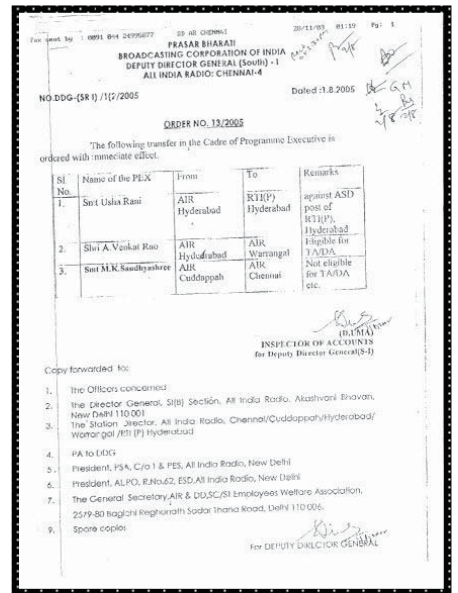 Fax sent by : 0091 044 24995877 SD AR CHENNAI 20/11/03 01:19 Pg: 1
PRASAR BHARATI
BROADCASTING CORPORATION OF INDIA
DEPUTY DIRECTOR GENERAL (South) - I
ALL INDIA RADIO: CHENNAI-4
NO.DDG-(SR I) /1(2/2005 Dated :1.8.2005
G M
ORDER NO. 13/2005
The following transfer in the Cadre of Programme Executive is
ordered with immediate effect.
Sl No. Name of the PEX From To Remarks
1. Smt Usha Rani AIR Hyderabad RTI(P) Hyderabad against ASD post of RTI(P), Hyderabad
2. Shri A.Venkat Rao AIR Hyderabad AIR Warrangal Eligible for TA/DA
3. Smt M.K.Sandhyashree AIR Cuddappah AIR Chennai Not eligible for TA/DA etc.
(D.UMA)
INSPECTOR OF ACCOUNTS
for Deputy Director General(S-I)
Copy forwarded to:
1. The Officers concerned
2. The Director General, SI(B) Section, All India Radio, Akashvani Bhavan,
New Delhi 110 001
3. The Station Director, All India Radio, Chennai/Cuddappah/Hyderabad/
Warrangal /RTI (P) Hyderabad
4. PA to DDG
5. President, PSA, C/o 1 & PES, All India Radio, New Delhi
6. President, ALPO, R.No.62, ESD,All India Radio, New Delhi
7. The General Secretary,AIR & DD,SC/St Employees Welfare Association,
2579-80 Bagichi Reghunath Sadar Thana Road, Delhi 110 006.
9. Spare copies
For DEPUTY DIRECTOR GENERAL